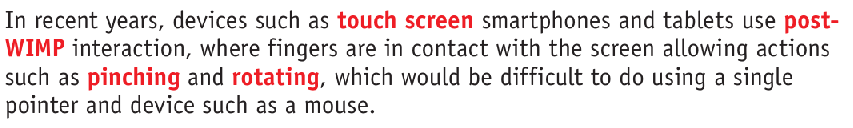 In recent years, devices such as touch screen smartphones and tablets use post-
WIMP interaction, where fingers are in contact with the screen allowing actions
such as pinching and rotating, which would be difficult to do using a single
pointer and device such as a mouse.